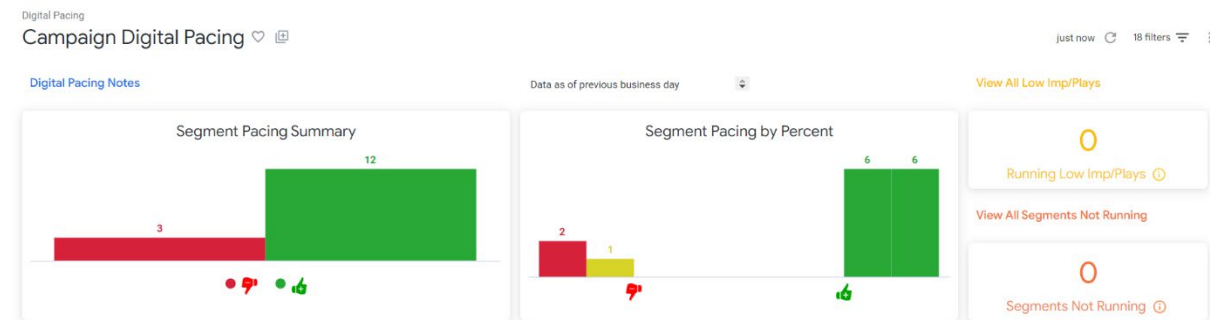 Digital Pacing
Campaign Digital Pacing
just now
18 filters
Digital Pacing Notes
Data as of previous business day
View All Low Imp/Plays
Segment Pacing Summary
3
12
Segment Pacing by Percent
2
1
6
6
0
Running Low Imp/Plays
View All Segments Not Running
0
Segments Not Running